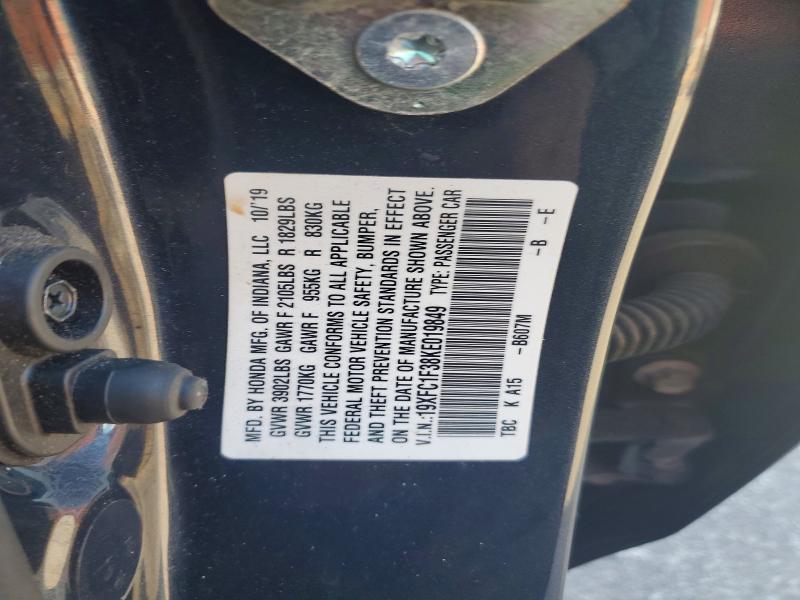 MFD. BY HONDA MFG. OF INDIANA, LLC 10/'19
GVWR 3902LBS GAWR F 2105LBS R 1829LBS
GVWR 1770KG GAWR F 955KG R 830KG
THIS VEHICLE CONFORMS TO ALL APPLICABLE
FEDERAL MOTOR VEHICLE SAFETY, BUMPER,
AND THEFT PREVENTION STANDARDS IN EFFECT
ON THE DATE OF MANUFACTURE SHOWN ABOVE.
V.I.N.:19XFC1F38KE019849 TYPE: PASSENGER CAR
TBC K A15 -B607M -B -E